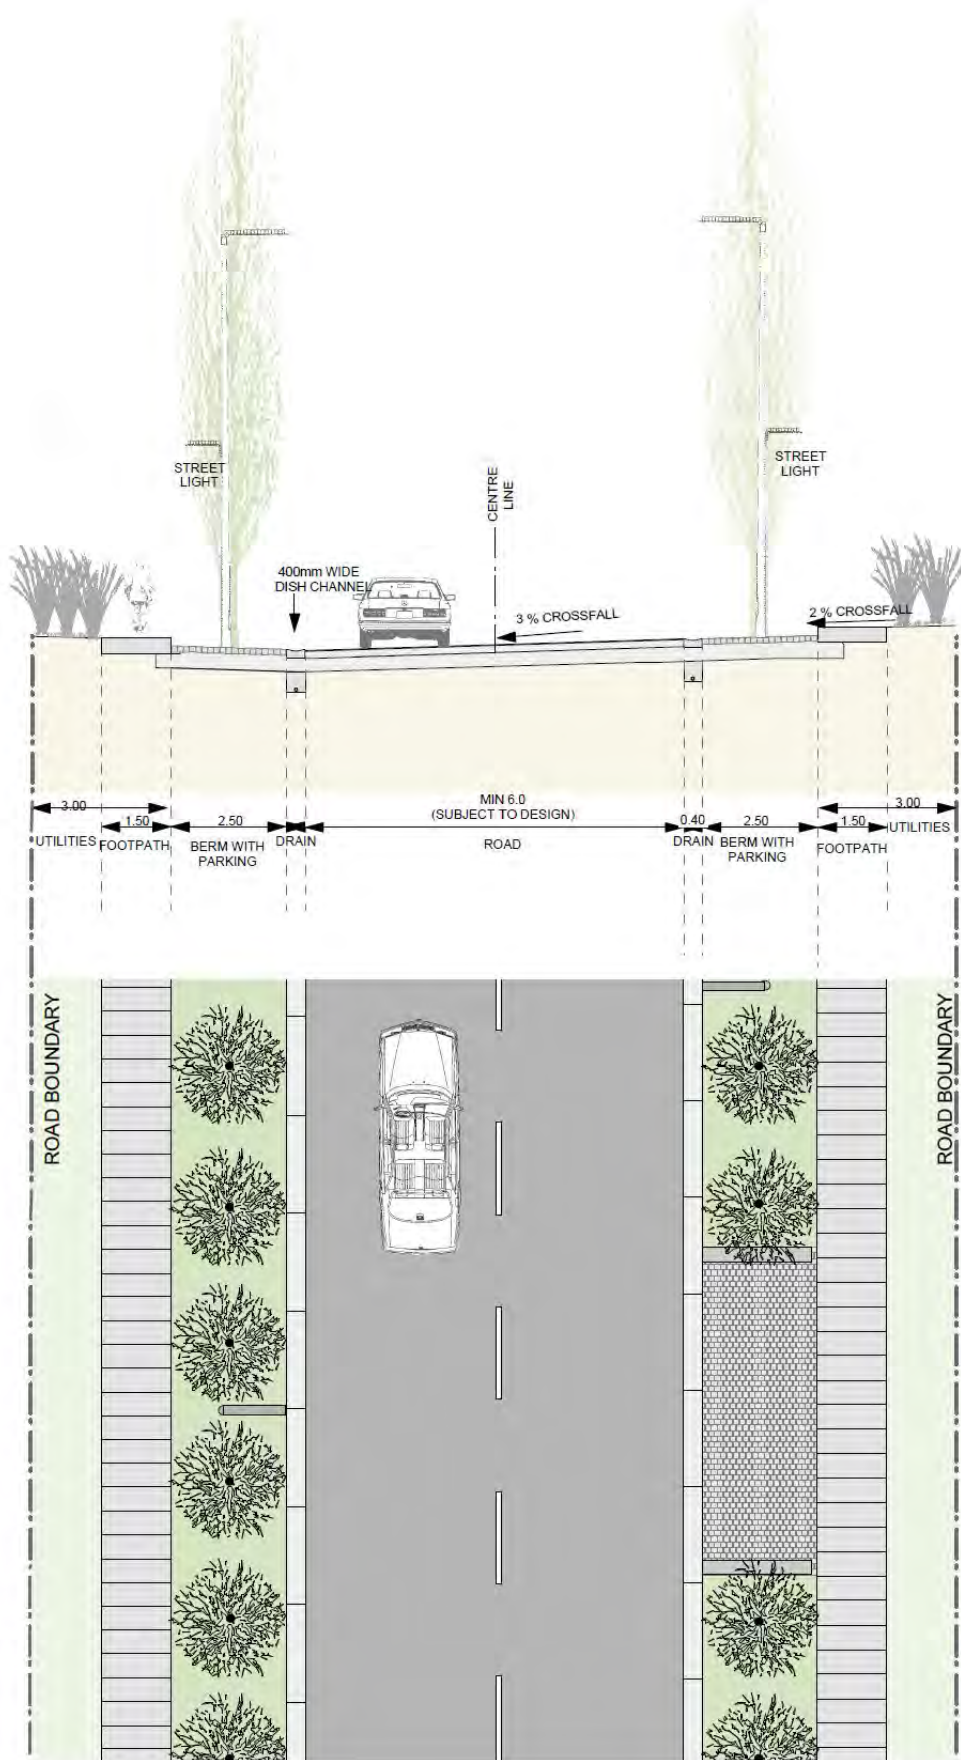 STREET
LIGHT
STREET
LIGHT
CENTRE
LINE
400mm WIDE
DISH CHANNEL
3 % CROSSFALL
2 % CROSSFALL
3.00
1.50
2.50
MIN 6.0
(SUBJECT TO DESIGN)
0.40
2.50
1.50
3.00
UTILITIES
FOOTPATH
BERM WITH
PARKING
DRAIN
ROAD
DRAIN
BERM WITH
PARKING
FOOTPATH
UTILITIES
ROAD BOUNDARY
ROAD BOUNDARY